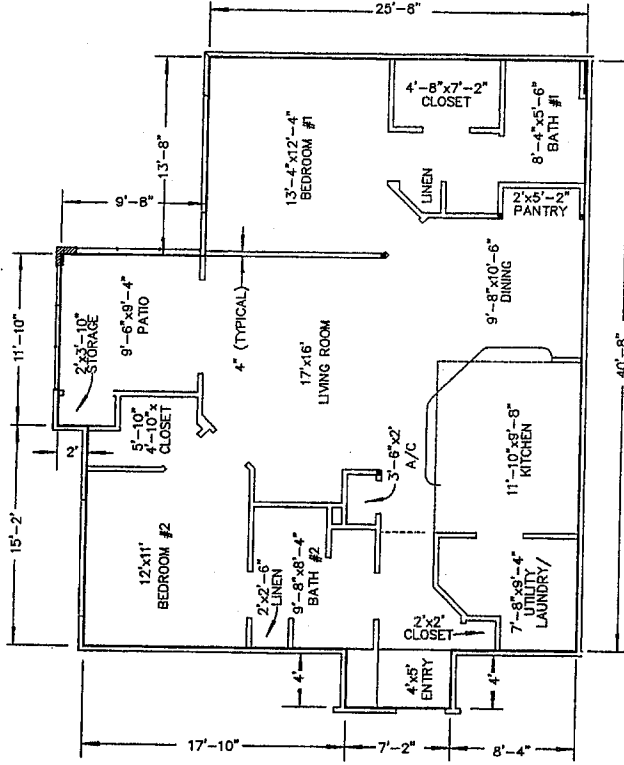 25'-8"
4'-8"x7'-2"
CLOSET
8'-4"x5'-6"
BATH #1
13'-4"x12'-4"
BEDROOM #1
13'-8"
9'-8"
LINEN
2'x5'-2"
PANTRY
9'-8"x10'-6"
DINING
40'-8"
4" (TYPICAL)
9'-6"x9'-4"
PATIO
2'x3'-10"
STORAGE
11'-10"
17'x16'
LIVING ROOM
5'-10"
4'-10"x
CLOSET
2'
3'-6"x2'
A/C
11'-10"x9'-8"
KITCHEN
15'-2"
12'x11'
BEDROOM #2
2'x2'-6"
LINEN
9'-8"x8'-4"
BATH #2
7'-8"x9'-4"
UTILITY
LAUNDRY/
2'x2'
CLOSET
4'
4'x5'
ENTRY
4'
17'-10"
7'-2"
8'-4"